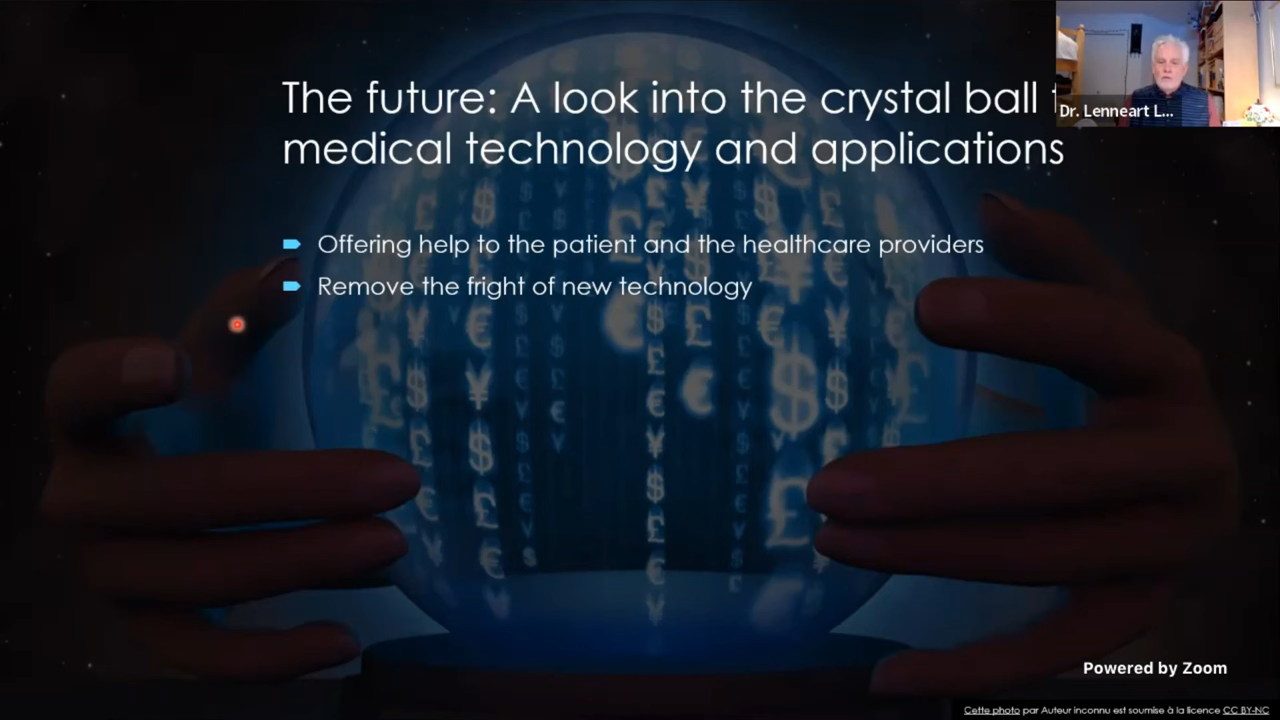 The future: A look into the crystal ball
medical technology and applications
Dr. Lenneart L...
Offering help to the patient and the healthcare providers
Remove the fright of new technology
Powered by Zoom
Cette photo par Auteur inconnu est soumise à la licence CC BY-NC